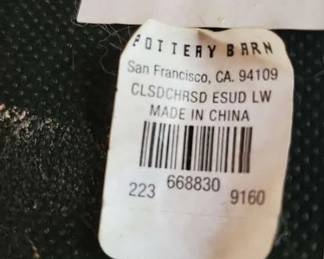 POTTERY BARN
San Francisco, CA. 94109
CLSDCHRSD ESUD LW
MADE IN CHINA
223 668830 9160